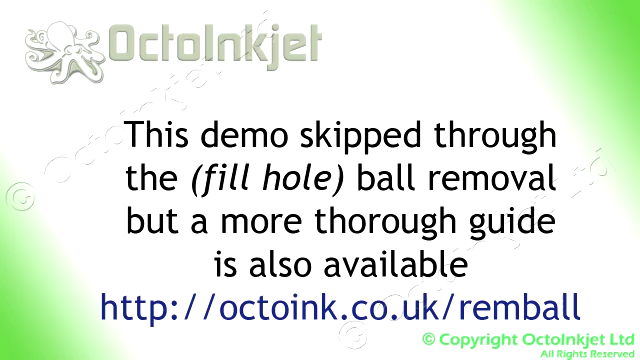 OctoInkjet
This demo skipped through
the (fill hole) ball removal
but a more thorough guide
is also available
http://octoink.co.uk/remball
© Copyright OctoInkjet Ltd
All Rights Reserved